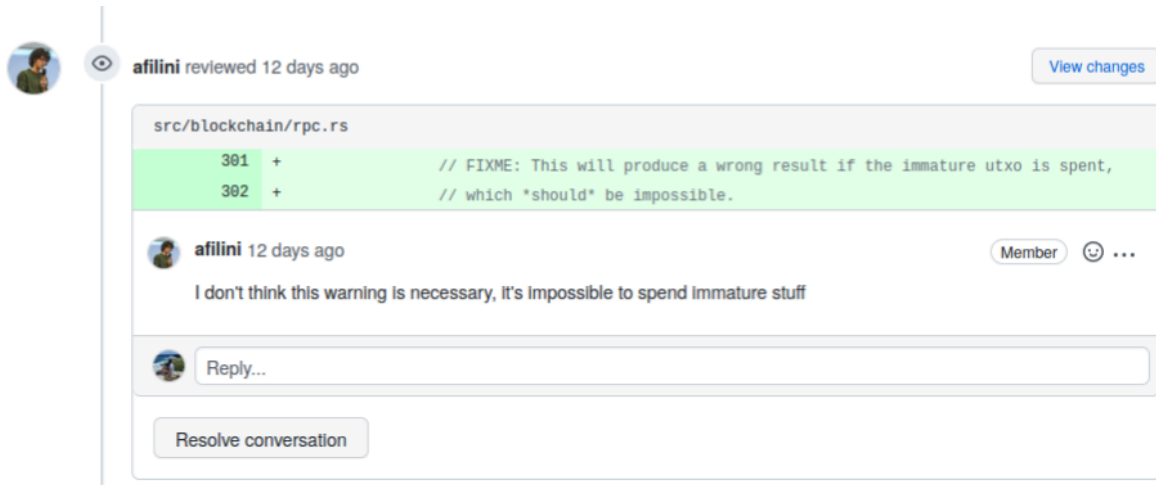 afilini reviewed 12 days ago
View changes
src/blockchain/rpc.rs
301 + // FIXME: This will produce a wrong result if the immature utxo is spent,
302 + // which *should* be impossible.
afilini 12 days ago
Member
I don't think this warning is necessary, it's impossible to spend immature stuff
Reply...
Resolve conversation